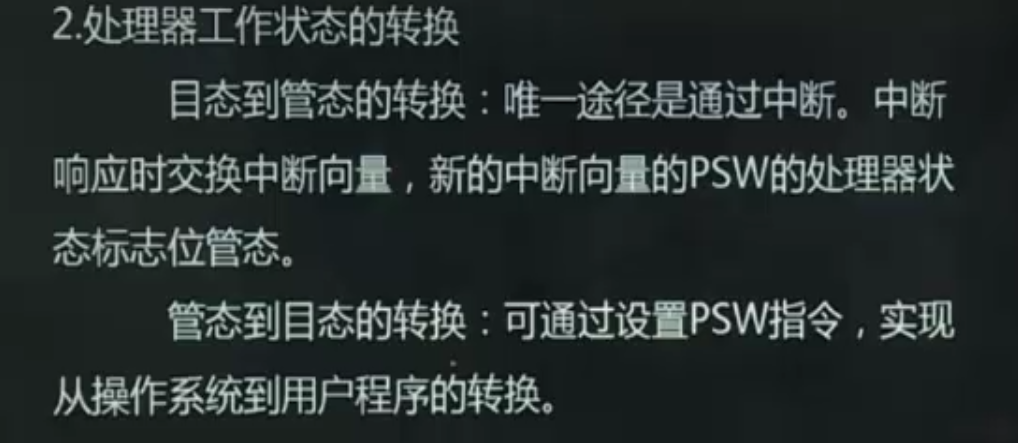 2.处理器工作状态的转换
目态到管态的转换：唯一途径是通过中断。中断
响应时交换中断向量，新的中断向量的PSW的处理器状
态标志位管态。
管态到目态的转换：可通过设置PSW指令，实现
从操作系统到用户程序的转换。